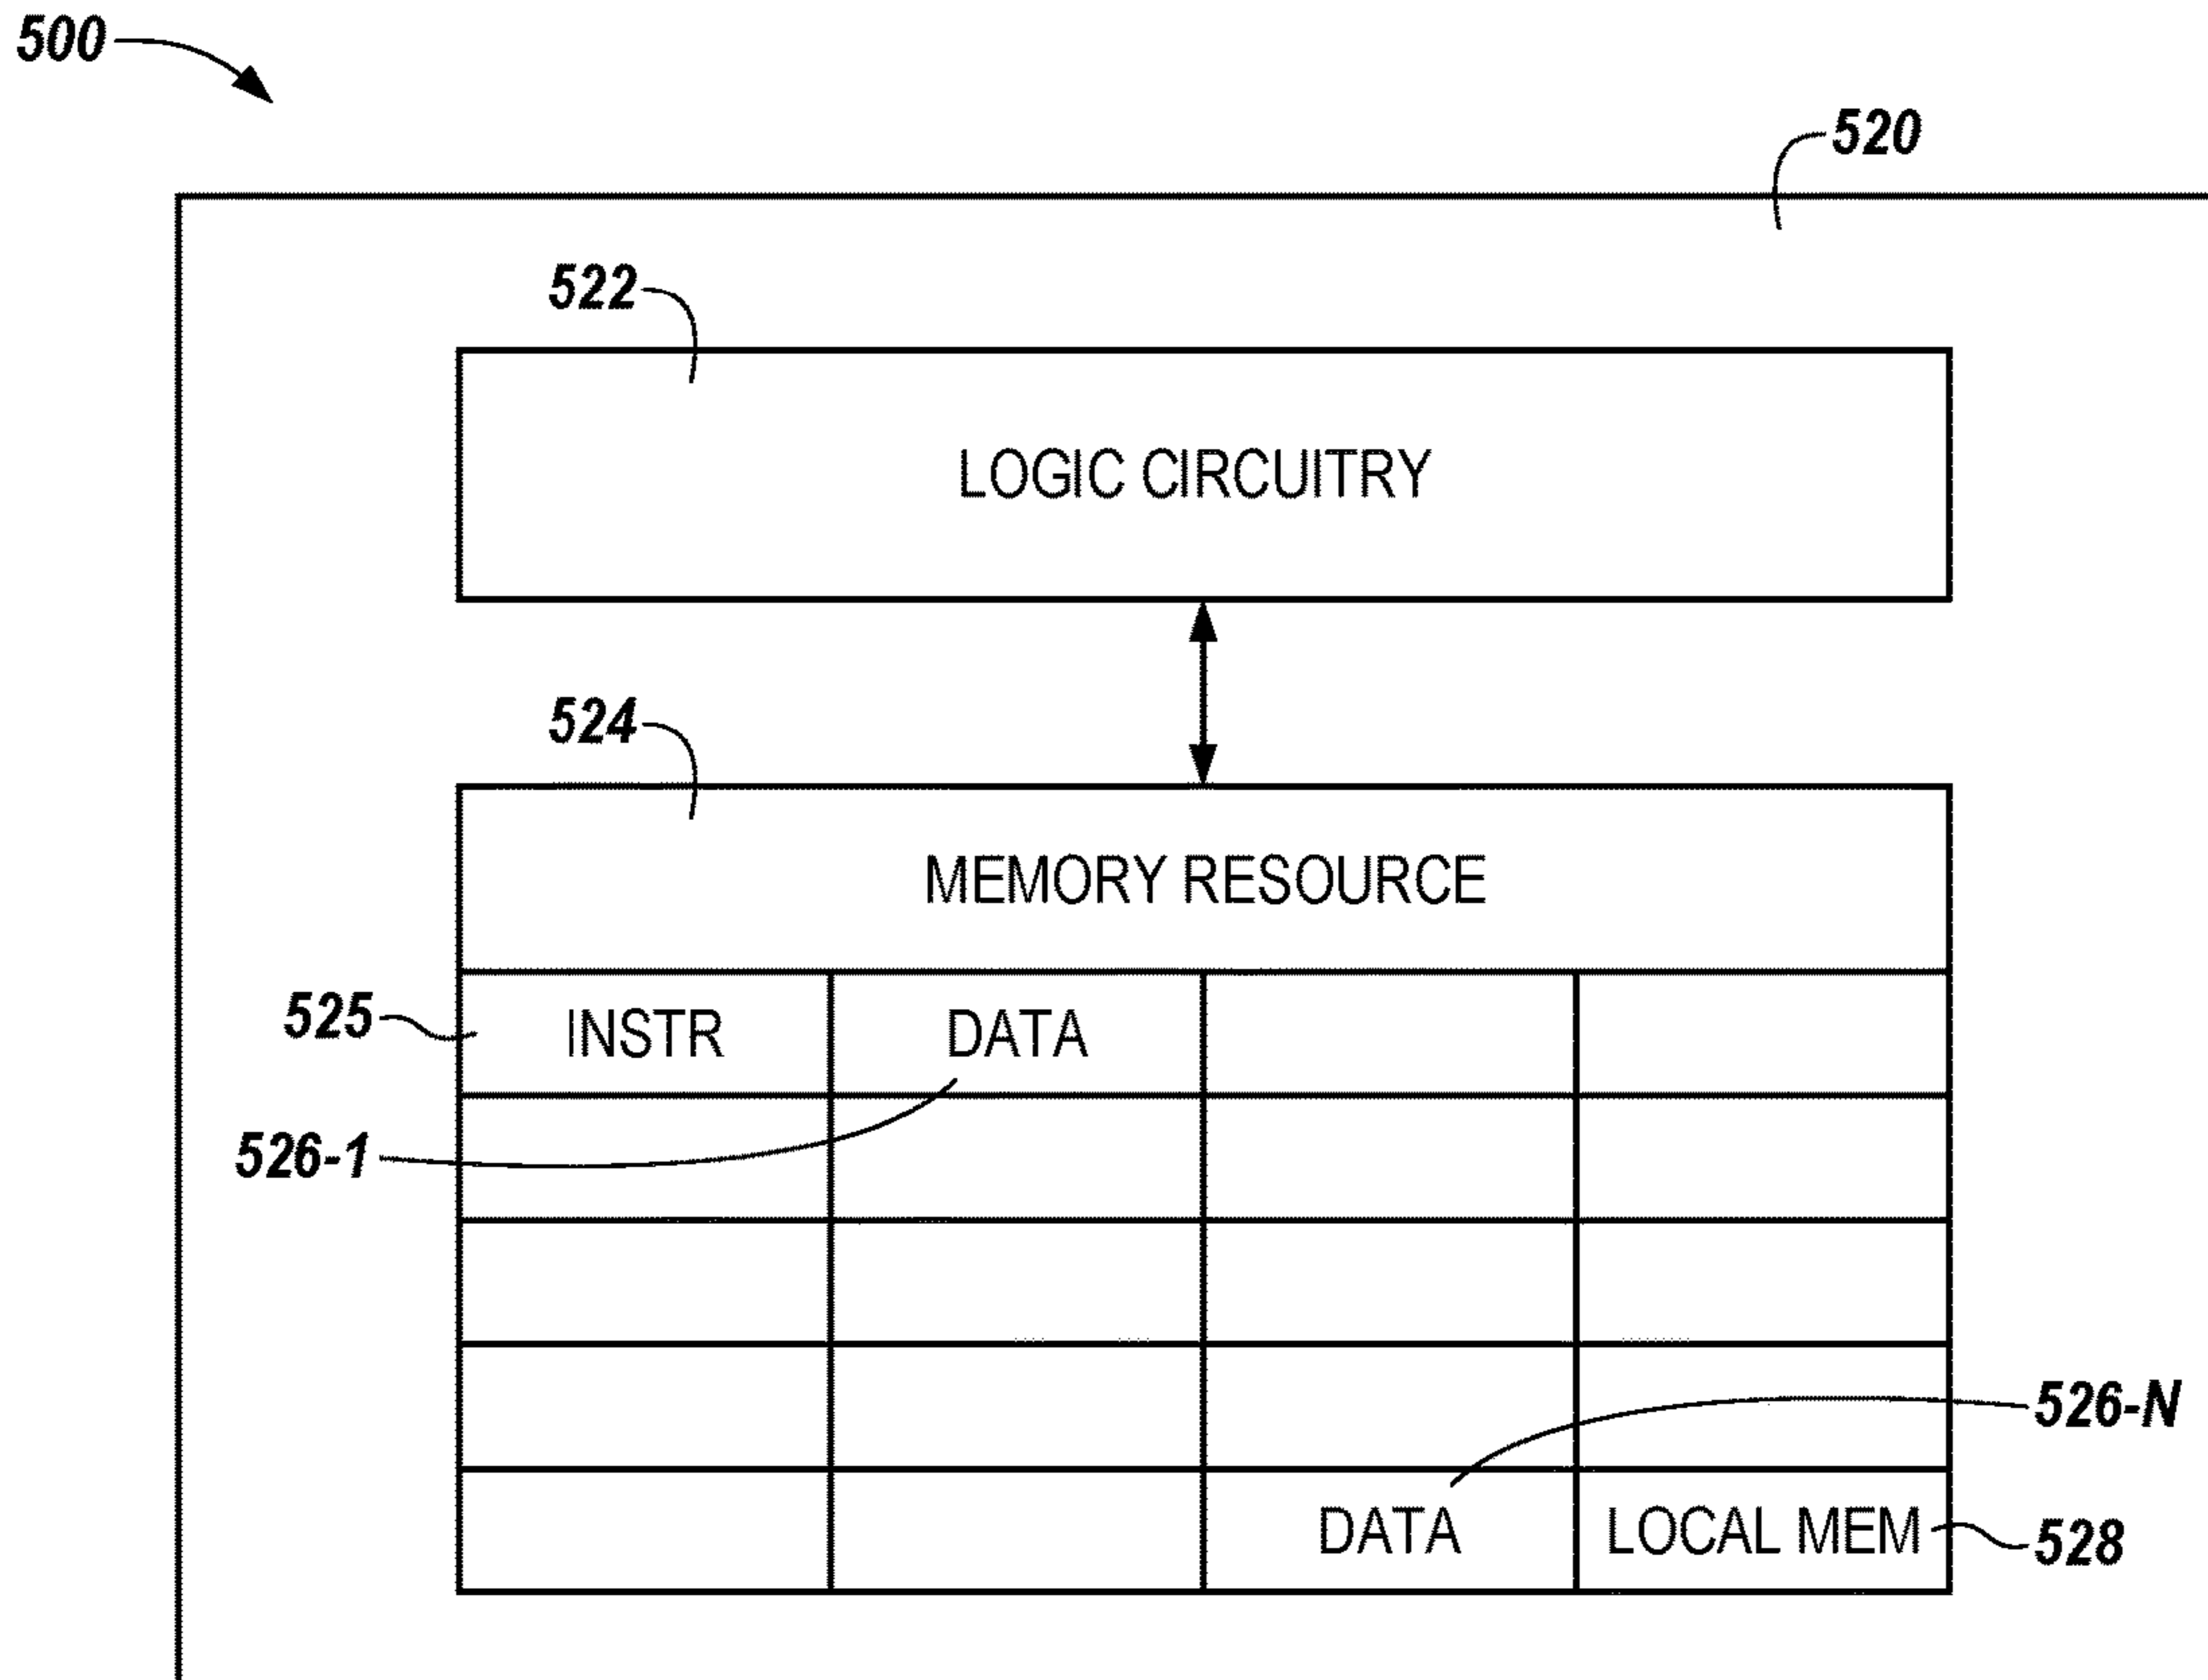 500
520
522
LOGIC CIRCUITRY
524
MEMORY RESOURCE
525 INSTR DATA
526-1
526-N
DATA LOCAL MEM 528